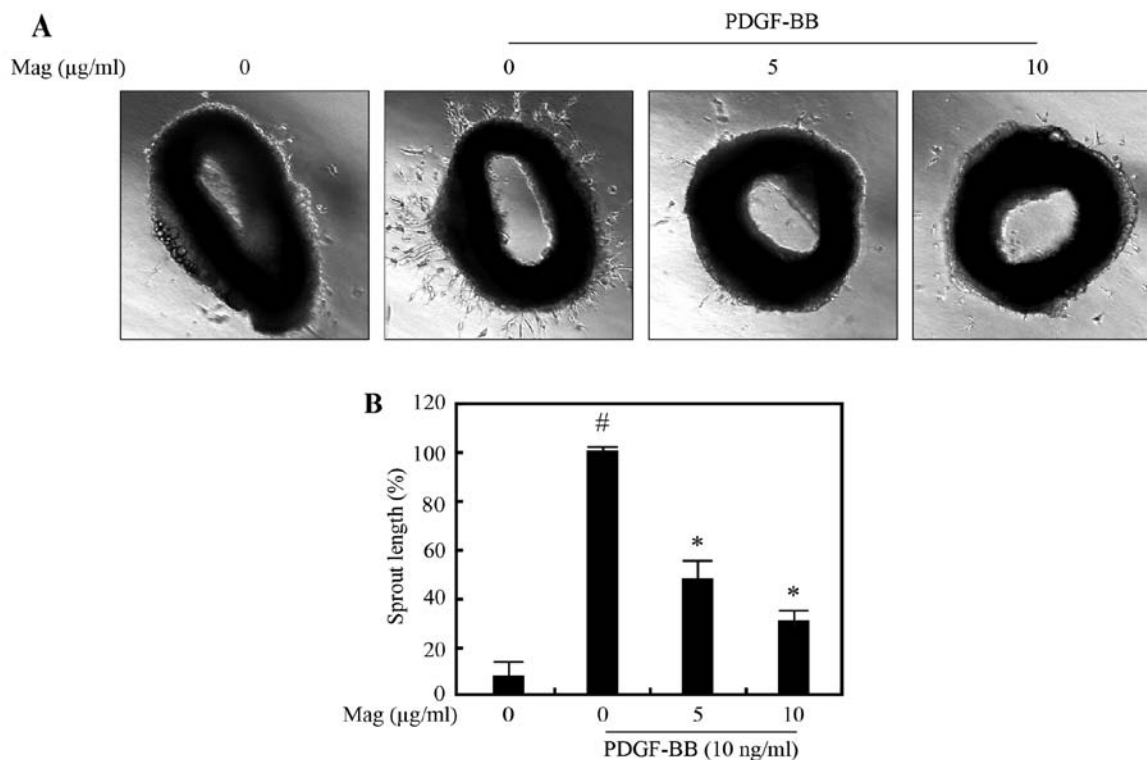 A
PDGF-BB
Mag (μg/ml) 0 0 5 10
B
Sprout length (%)
120
100
80
60
40
20
0
#
*
*
Mag (μg/ml) 0 0 5 10
PDGF-BB (10 ng/ml)